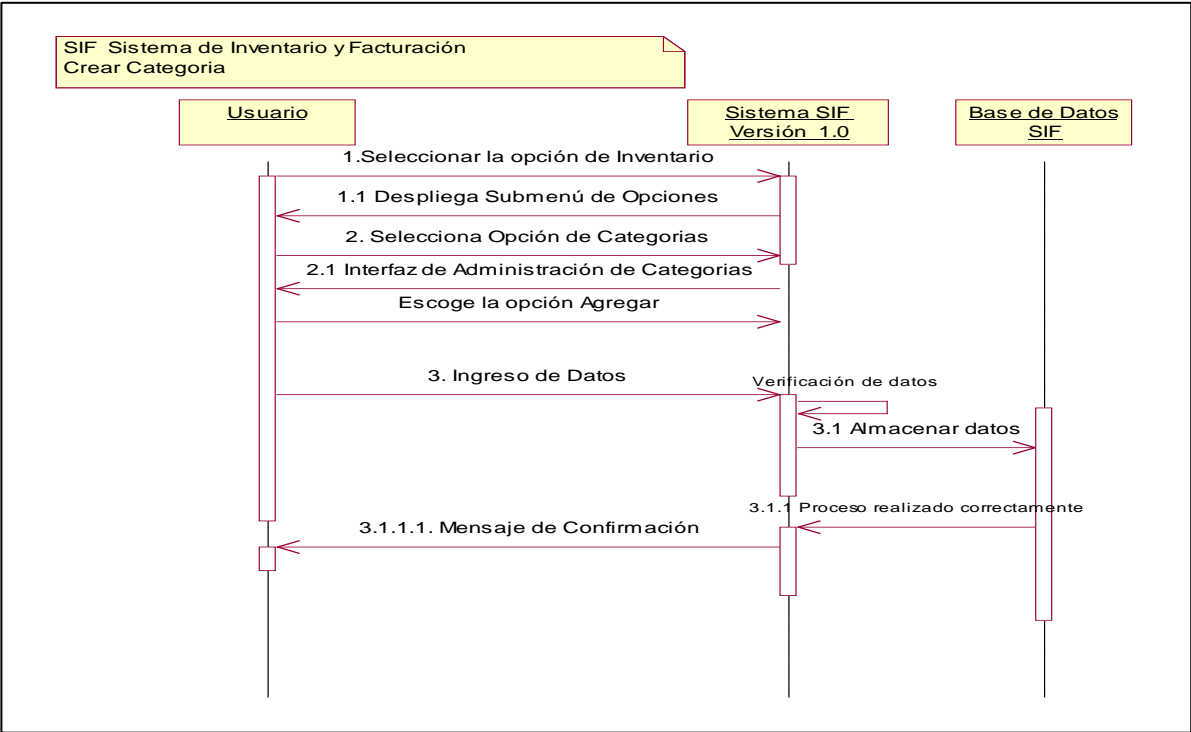 SIF Sistema de Inventario y Facturación
Crear Categoria
Usuario
Sistema SIF
Versión 1.0
Base de Datos
SIF
1.Seleccionar la opción de Inventario
1.1 Despliega Submenú de Opciones
2. Selecciona Opción de Categorias
2.1 Interfaz de Administración de Categorias
Escoge la opción Agregar
3. Ingreso de Datos
Verificación de datos
3.1 Almacenar datos
3.1.1 Proceso realizado correctamente
3.1.1.1. Mensaje de Confirmación